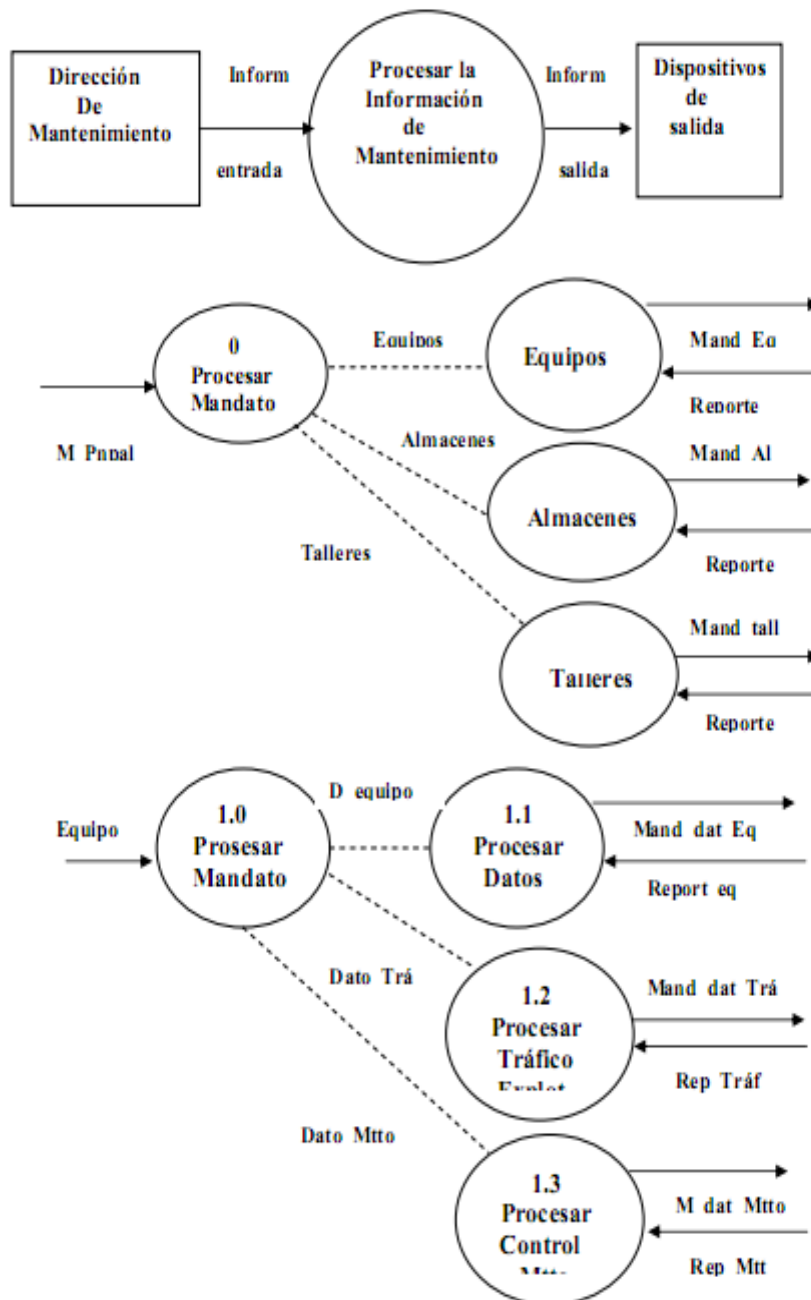 Dirección
De
Mantenimiento
Inform
entrada
Procesar la
Información
de
Mantenimiento
Inform
salida
Dispositivos
de
salida
0
Procesar
Mandato
M Pnpal
Equipos
Equipos
Mand Eq
Reporte
Almacenes
Almacenes
Mand Al
Reporte
Talleres
Talleres
Mand tall
Reporte
Equipo
1.0
Prosesar
Mandato
D equipo
1.1
Procesar
Datos
Mand dat Eq
Report eq
Dato Trá
1.2
Procesar
Tráfico
Explot.
Mand dat Trá
Rep Tráf
Dato Mtto
1.3
Procesar
Control
Mtto
M dat Mtto
Rep Mtt